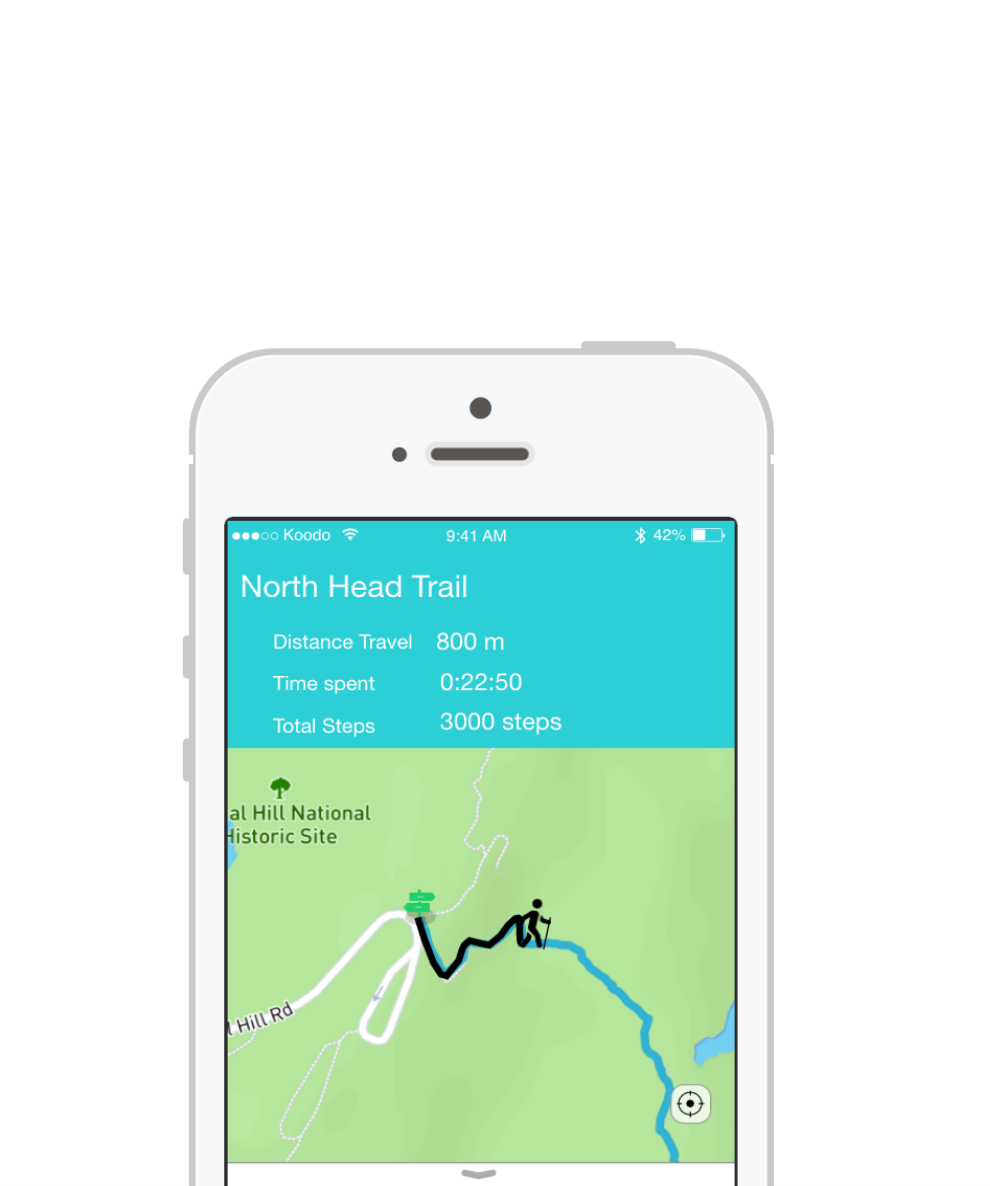 Koodo 9:41 AM 42%
North Head Trail
Distance Travel 800 m
Time spent 0:22:50
Total Steps 3000 steps
al Hill National
Historic Site
l Hill Rd